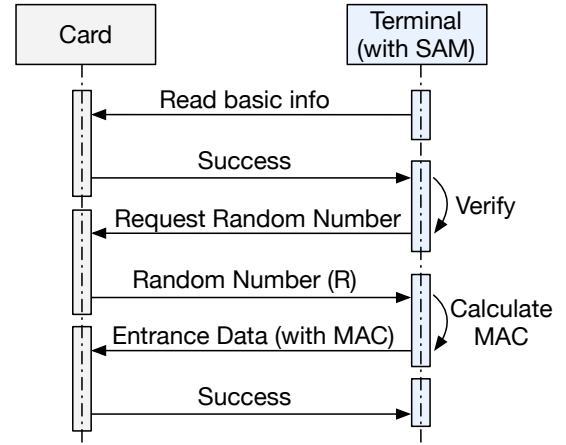 Card
Terminal
(with SAM)
Read basic info
Success
Verify
Request Random Number
Random Number (R)
Calculate
MAC
Entrance Data (with MAC)
Success